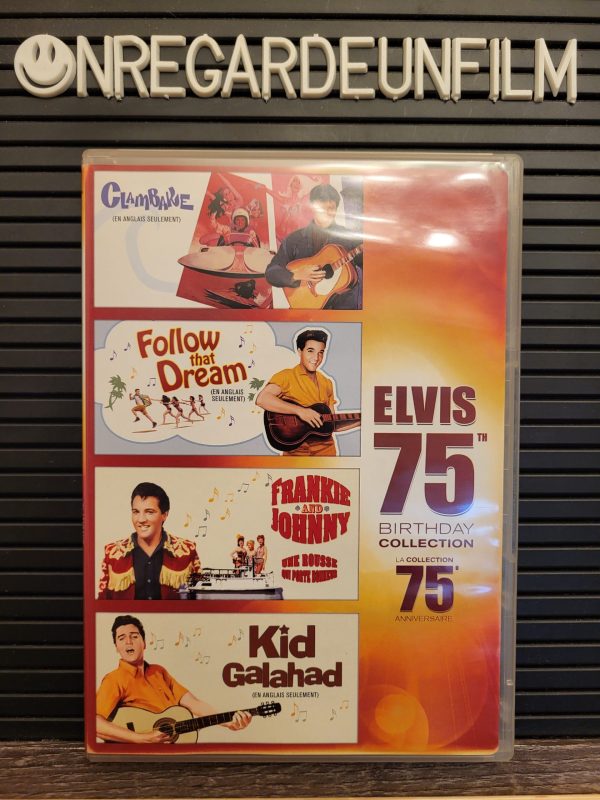 ONREGARDEUNFILM
CLAMBAKE
(EN ANGLAIS SEULEMENT)
Follow
that
Dream
(EN ANGLAIS
SEULEMENT)
FRANKIE
AND
JOHNNY
UNE ROUSSE
QUI PORTE BONHEUR
Kid
Galahad
(EN ANGLAIS SEULEMENT)
ELVIS
75TH
BIRTHDAY
COLLECTION
LA COLLECTION
75e
ANNIVERSAIRE